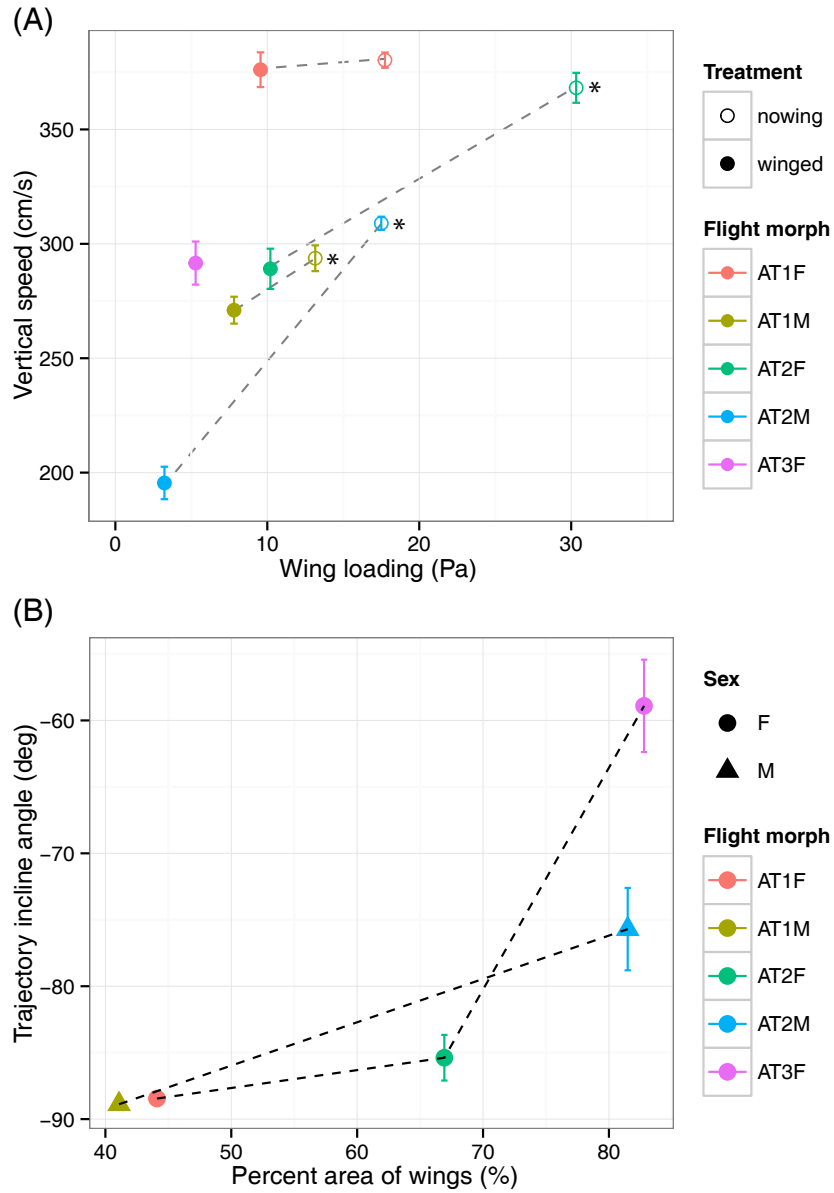 (A)
350
300
250
200
Vertical speed (cm/s)
*
*
*
0 10 20 30
Wing loading (Pa)
Treatment
nowing
winged
Flight morph
AT1F
AT1M
AT2F
AT2M
AT3F
(B)
−60
−70
−80
−90
Trajectory incline angle (deg)
40 50 60 70 80
Percent area of wings (%)
Sex
F
M
Flight morph
AT1F
AT1M
AT2F
AT2M
AT3F